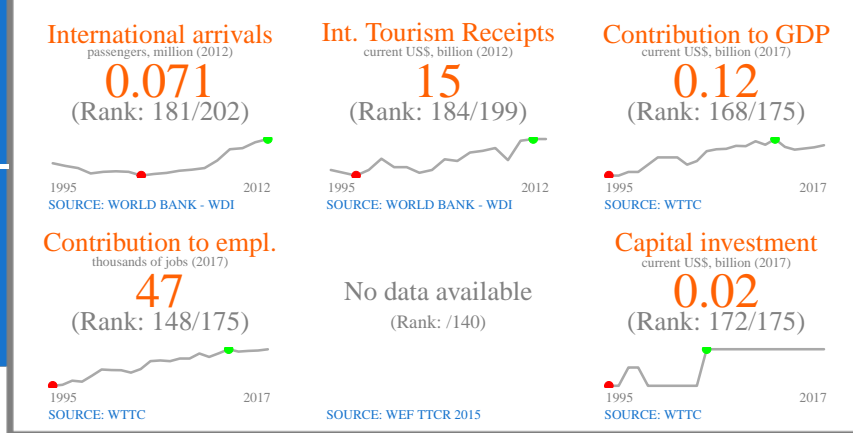 International arrivals
passengers, million (2012)
0.071
(Rank: 181/202)
1995 2012
SOURCE: WORLD BANK - WDI
Int. Tourism Receipts
current US$, billion (2012)
15
(Rank: 184/199)
1995 2012
SOURCE: WORLD BANK - WDI
Contribution to GDP
current US$, billion (2017)
0.12
(Rank: 168/175)
1995 2017
SOURCE: WTTC
Contribution to empl.
thousands of jobs (2017)
47
(Rank: 148/175)
1995 2017
SOURCE: WTTC
No data available
(Rank: /140)
SOURCE: WEF TTCR 2015
Capital investment
current US$, billion (2017)
0.02
(Rank: 172/175)
1995 2017
SOURCE: WTTC